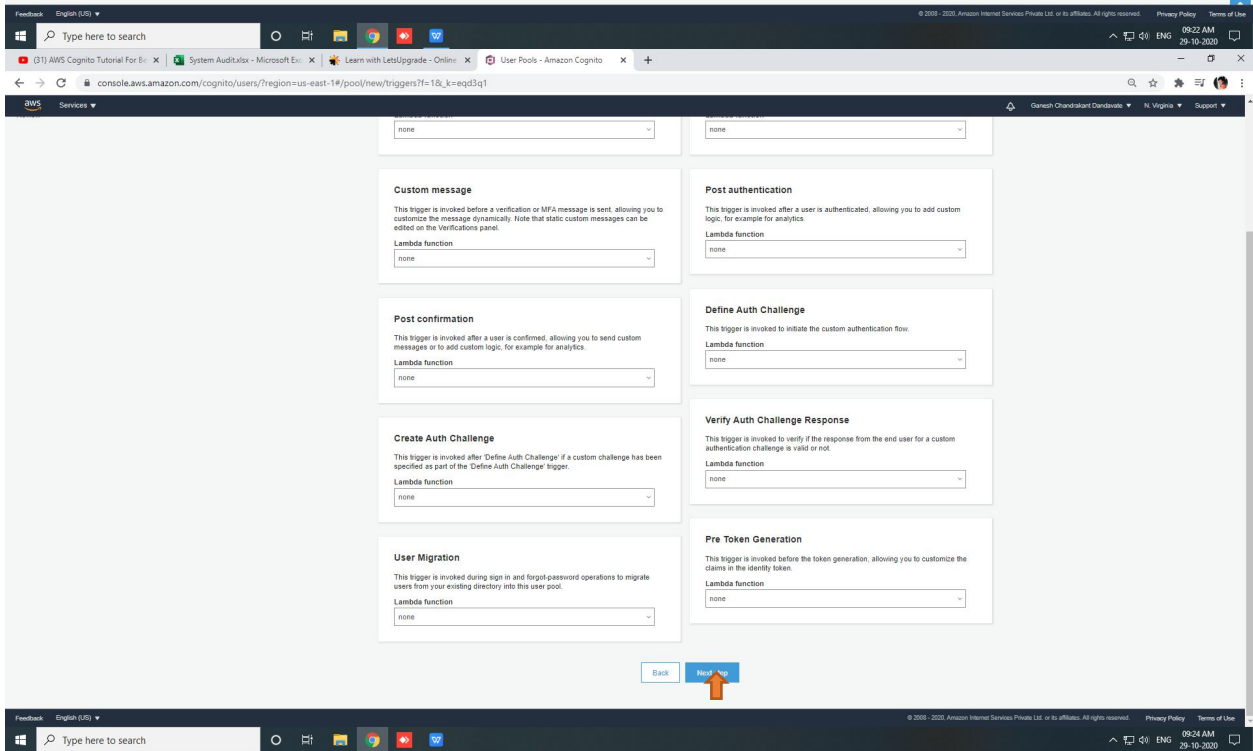 Feedback English (US)
© 2008 - 2020, Amazon Internet Services Private Ltd. or its affiliates. All rights reserved. Privacy Policy Terms of Use
Type here to search
ENG 09:22 AM
29-10-2020
(31) AWS Cognito Tutorial For Be
System Audit.xlsx - Microsoft Exc
Learn with LetsUpgrade - Online
User Pools - Amazon Cognito
console.aws.amazon.com/cognito/users/?region=us-east-1#/pool/new/triggers?f=1&_k=eqd3q1
aws Services
Ganesh Chandrakant Dandavate N. Virginia Support
none
none
Custom message
This trigger is invoked before a verification or MFA message is sent, allowing you to
customize the message dynamically. Note that static custom messages can be
edited on the Verifications panel.
Lambda function
none
Post authentication
This trigger is invoked after a user is authenticated, allowing you to add custom
logic, for example for analytics.
Lambda function
none
Post confirmation
This trigger is invoked after a user is confirmed, allowing you to send custom
messages or to add custom logic, for example for analytics.
Lambda function
none
Define Auth Challenge
This trigger is invoked to initiate the custom authentication flow.
Lambda function
none
Create Auth Challenge
This trigger is invoked after 'Define Auth Challenge' if a custom challenge has been
specified as part of the 'Define Auth Challenge' trigger.
Lambda function
none
Verify Auth Challenge Response
This trigger is invoked to verify if the response from the end user for a custom
authentication challenge is valid or not.
Lambda function
none
User Migration
This trigger is invoked during sign in and forgot-password operations to migrate
users from your existing directory into this user pool.
Lambda function
none
Pre Token Generation
This trigger is invoked before the token generation, allowing you to customize the
claims in the identity token.
Lambda function
none
Back Next step
Feedback English (US)
© 2008 - 2020, Amazon Internet Services Private Ltd. or its affiliates. All rights reserved. Privacy Policy Terms of Use
Type here to search
ENG 09:24 AM
29-10-2020